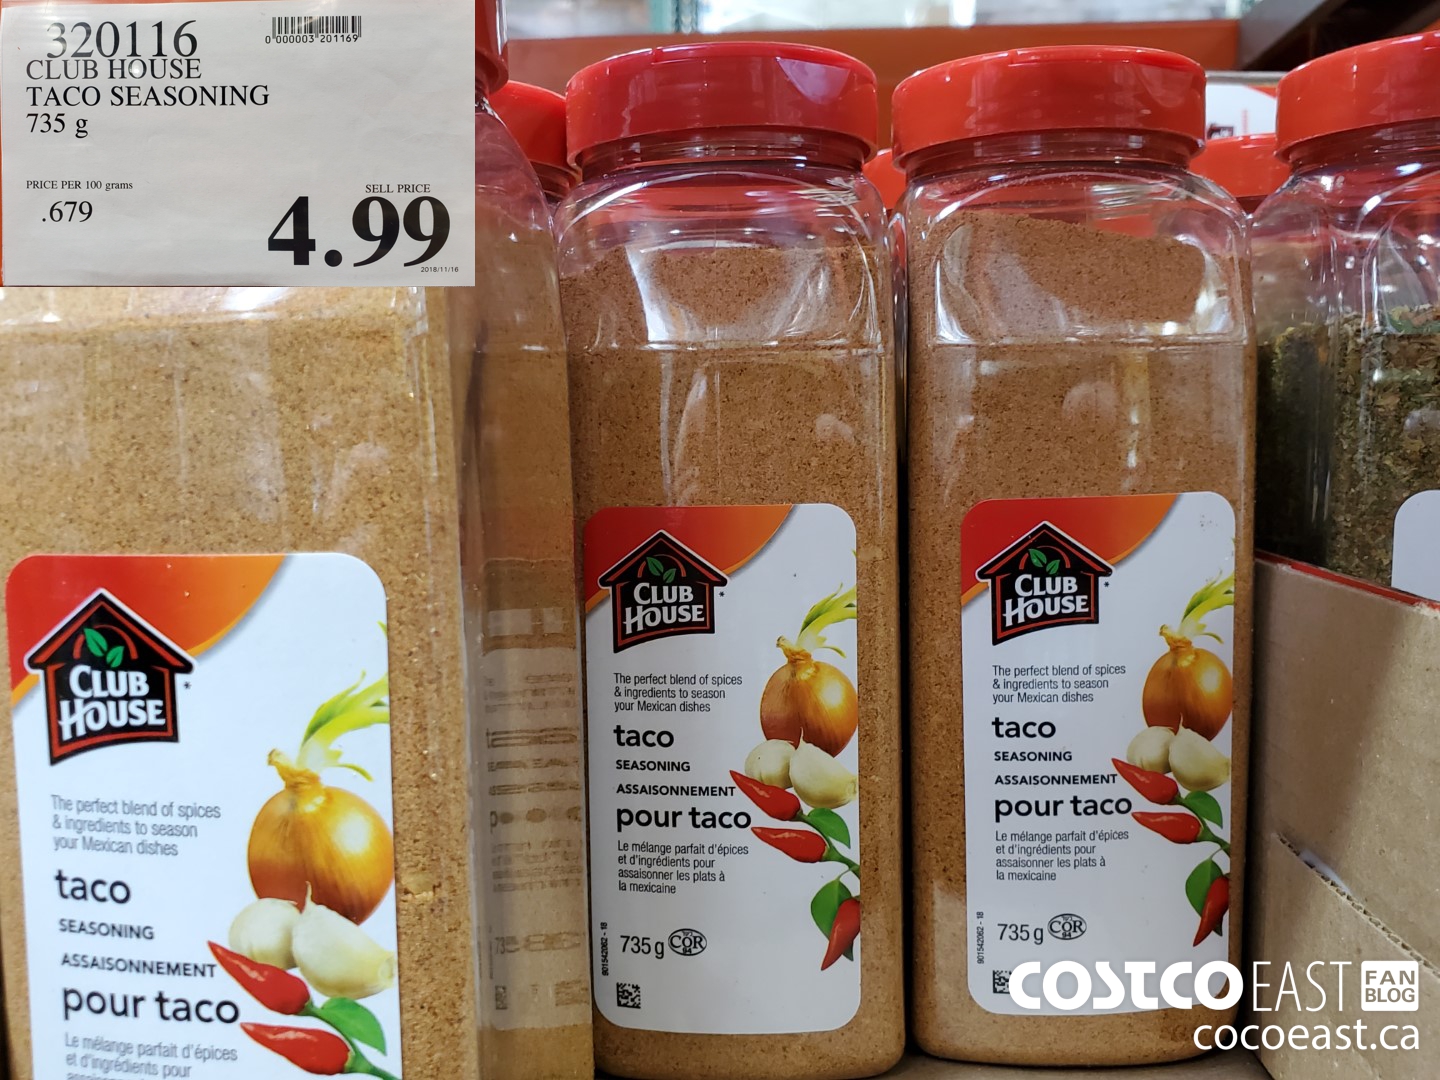 320116
0 000003 201169
CLUB HOUSE
TACO SEASONING
735 g
PRICE PER 100 grams
.679
SELL PRICE
4.99
2018/11/16
CLUB
HOUSE
The perfect blend of spices
& ingredients to season
your Mexican dishes
taco
SEASONING
ASSAISONNEMENT
pour taco
Le mélange parfait d'épices
et d'ingrédients pour
CLUB
HOUSE
The perfect blend of spices
& ingredients to season
your Mexican dishes
taco
SEASONING
ASSAISONNEMENT
pour taco
Le mélange parfait d'épices
et d'ingrédients pour
assaisonner les plats à
la mexicaine
901542062 - 18
735 g
COR
CLUB
HOUSE
The perfect blend of spices
& ingredients to season
your Mexican dishes
taco
SEASONING
ASSAISONNEMENT
pour taco
Le mélange parfait d'épices
et d'ingrédients pour
assaisonner les plats à
la mexicaine
901542062 - 18
735 g
COR
COSTCO EAST FAN BLOG
cocoeast.ca